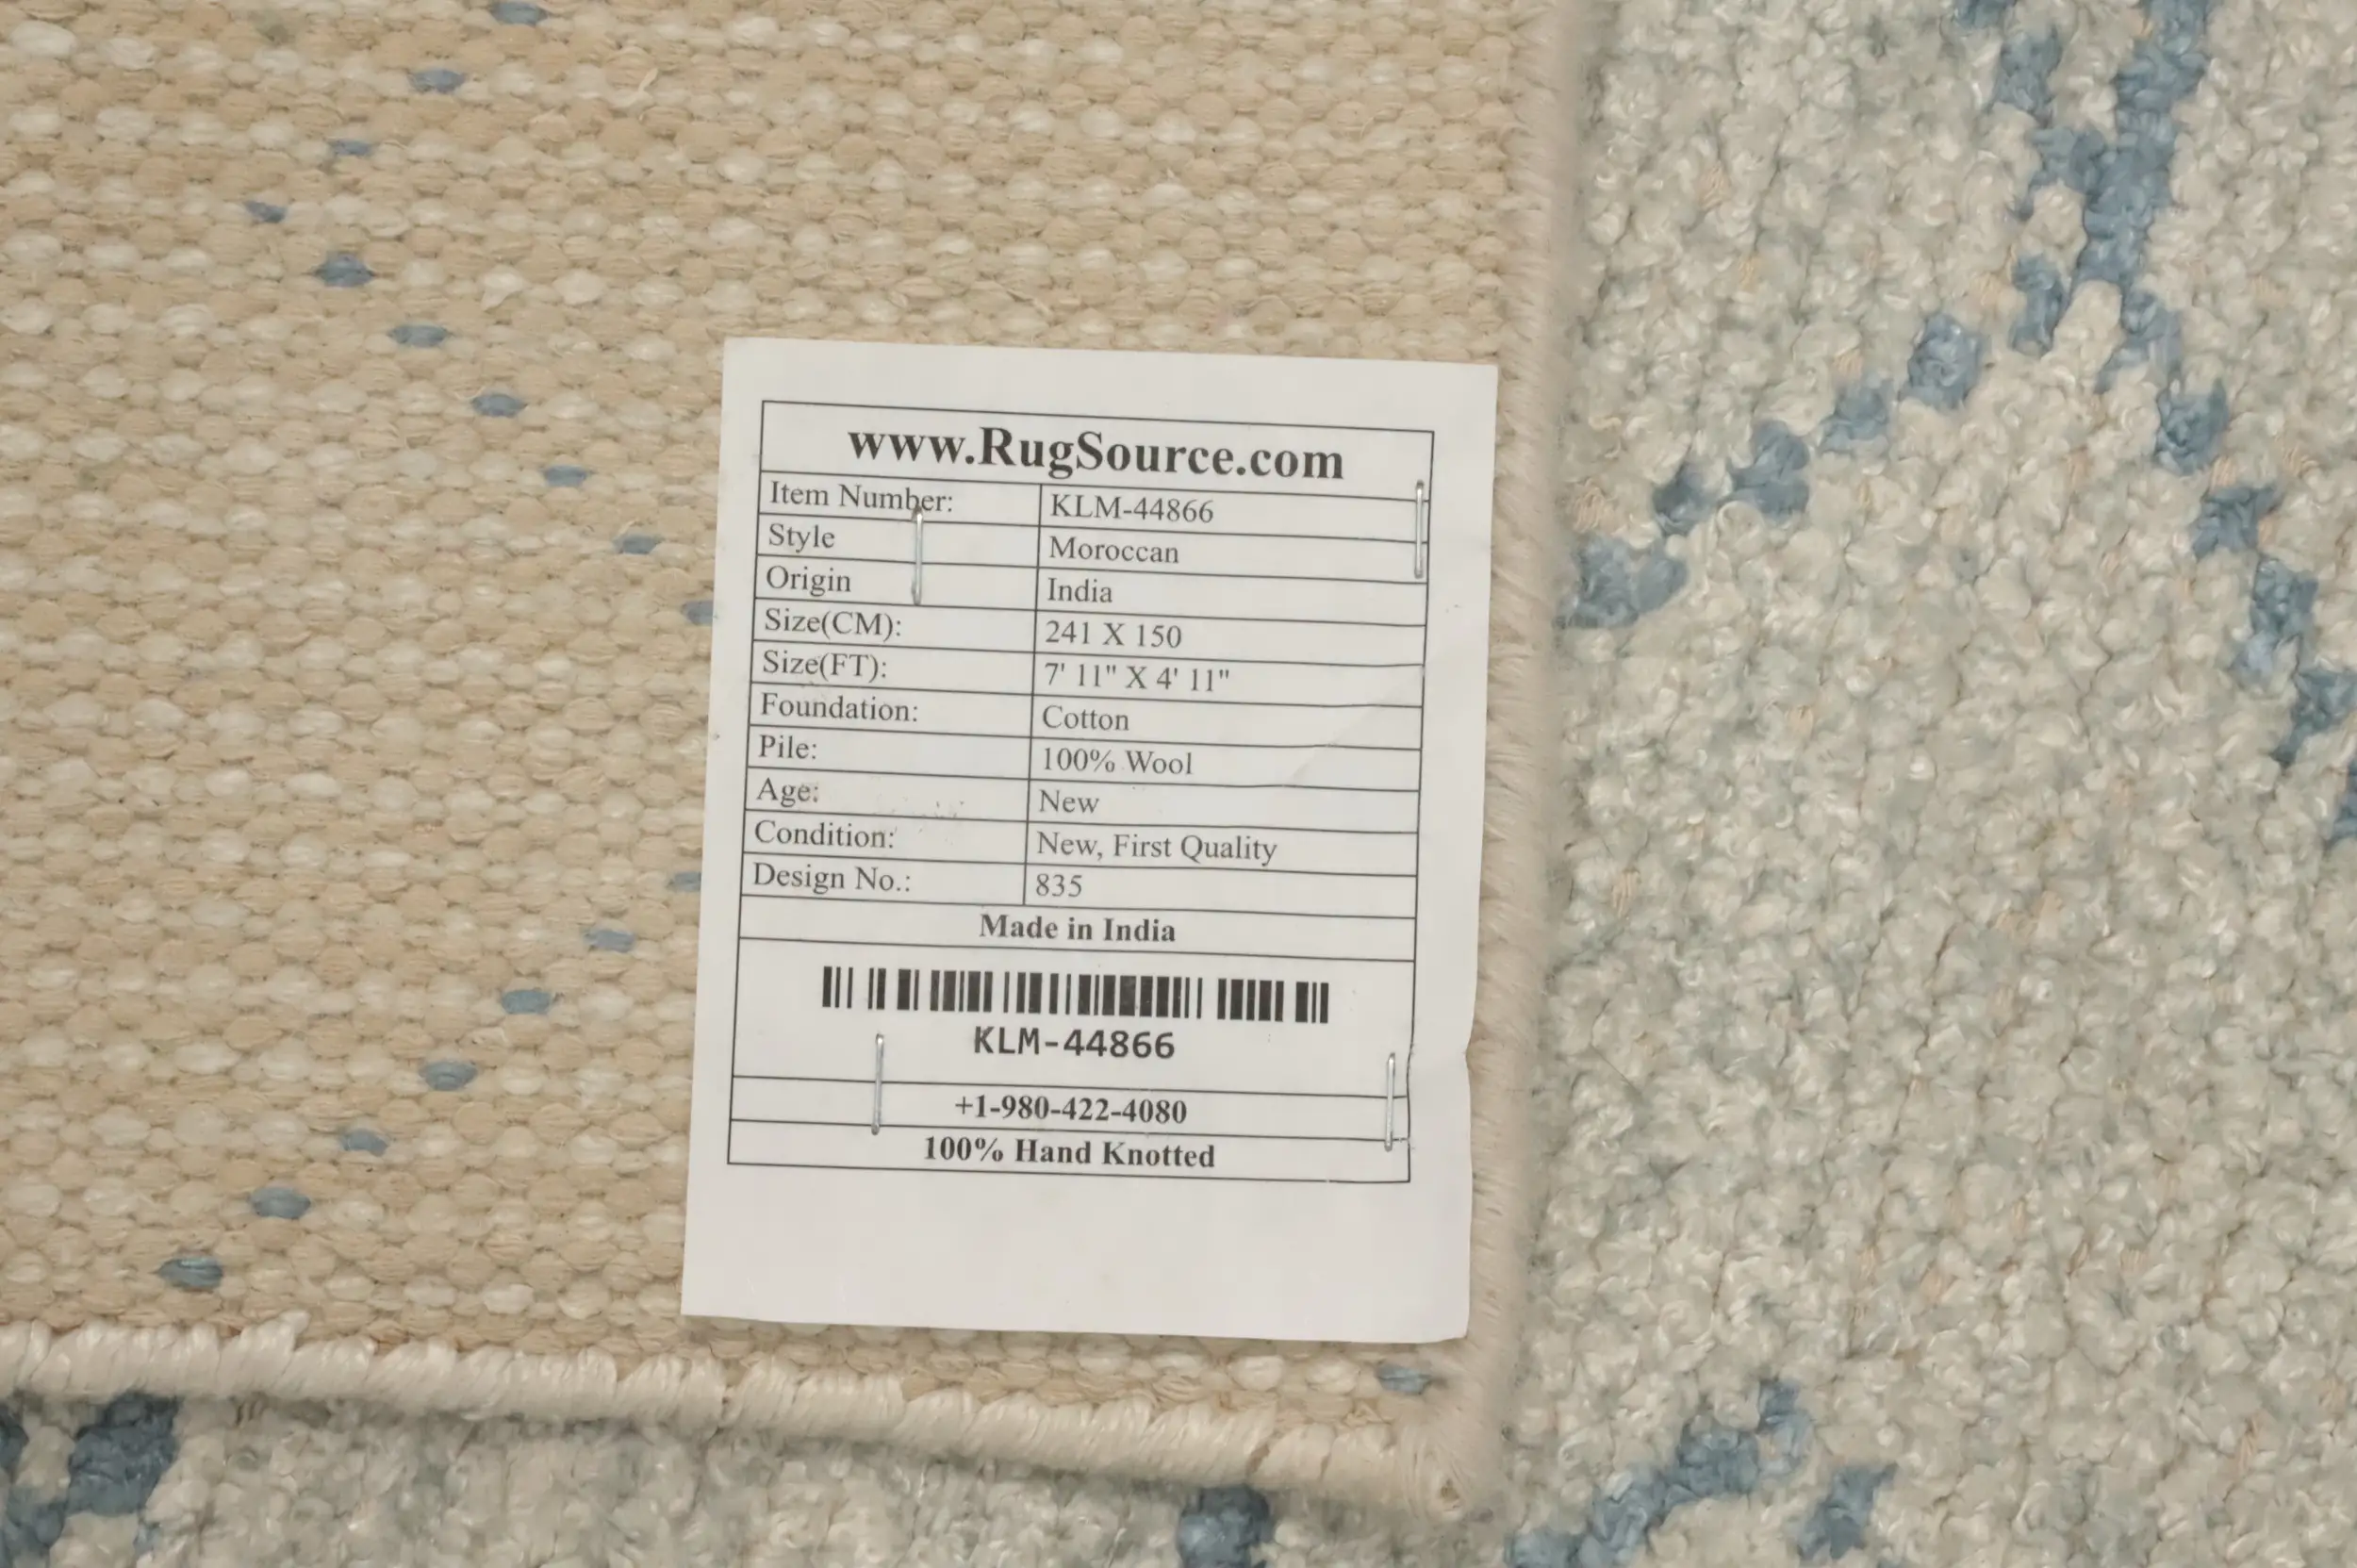 www.RugSource.com
Item Number: KLM-44866
Style Moroccan
Origin India
Size(CM): 241 X 150
Size(FT): 7' 11" X 4' 11"
Foundation: Cotton
Pile: 100% Wool
Age: New
Condition: New, First Quality
Design No.: 835
Made in India
KLM-44866
+1-980-422-4080
100% Hand Knotted